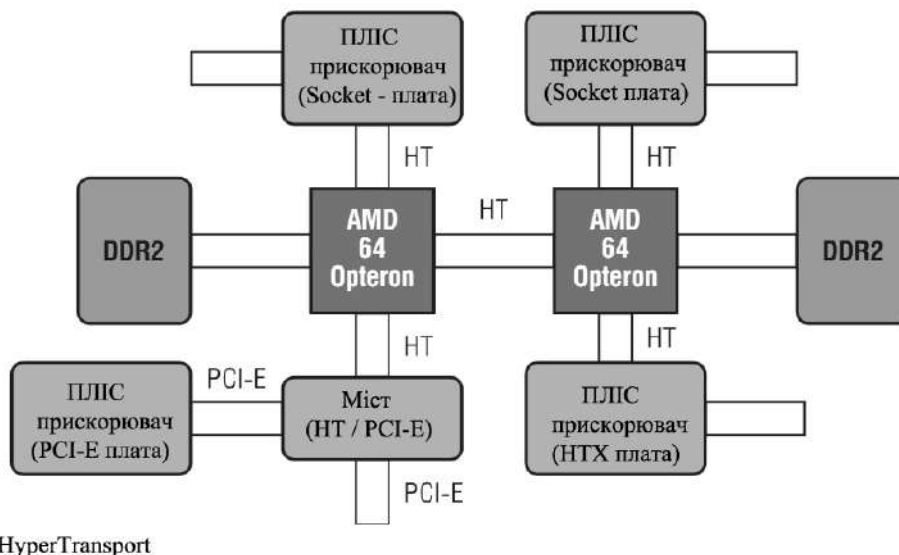 ПЛІС
прискорювач
(Socket - плата)
ПЛІС
прискорювач
(Socket плата)
HT
HT
DDR2
AMD
64
Opteron
HT
AMD
64
Opteron
DDR2
HT
HT
ПЛІС
прискорювач
(PCI-E плата)
PCI-E
Міст
(HT / PCI-E)
ПЛІС
прискорювач
(HTX плата)
PCI-E
HyperTransport